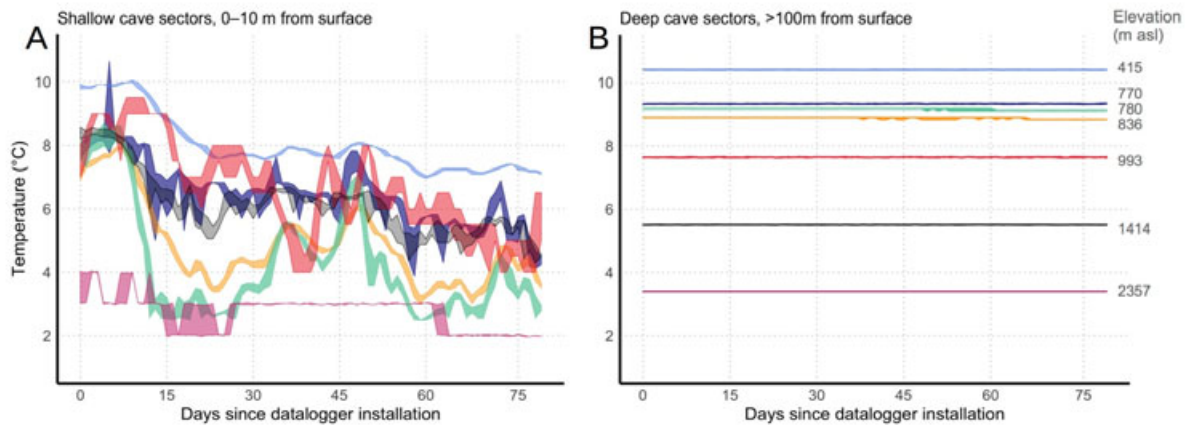 Shallow cave sectors, 0–10 m from surface
A
10
8
6
4
2
Temperature (°C)
0 15 30 45 60 75
Days since datalogger installation
Deep cave sectors, >100m from surface
B
10
8
6
4
2
0 15 30 45 60 75
Days since datalogger installation
Elevation
(m asl)
415
770
780
836
993
1414
2357